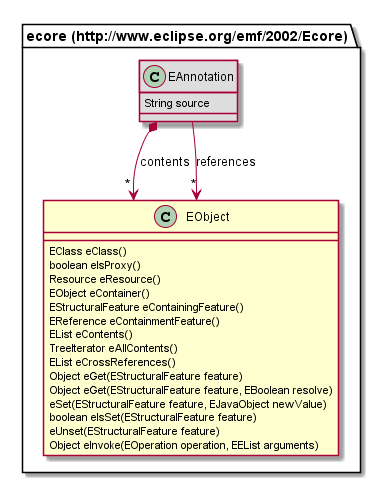 ecore (http://www.eclipse.org/emf/2002/Ecore)
C EAnnotation
String source
contents references
* *
C EObject
EClass eClass()
boolean eIsProxy()
Resource eResource()
EObject eContainer()
EStructuralFeature eContainingFeature()
EReference eContainmentFeature()
EList eContents()
TreeIterator eAllContents()
EList eCrossReferences()
Object eGet(EStructuralFeature feature)
Object eGet(EStructuralFeature feature, EBoolean resolve)
eSet(EStructuralFeature feature, EJavaObject newValue)
boolean eIsSet(EStructuralFeature feature)
eUnset(EStructuralFeature feature)
Object eInvoke(EOperation operation, EEList arguments)